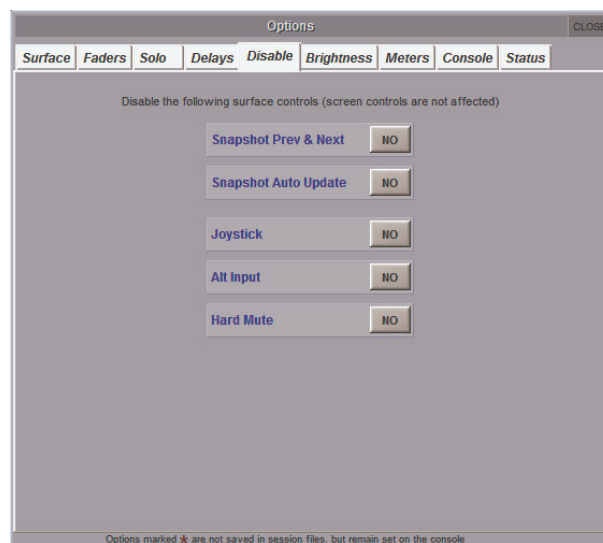 Options CLOSE
Surface Faders Solo Delays Disable Brightness Meters Console Status
Disable the following surface controls (screen controls are not affected)
Snapshot Prev & Next NO
Snapshot Auto Update NO
Joystick NO
Alt Input NO
Hard Mute NO
Options marked * are not saved in session files, but remain set on the console